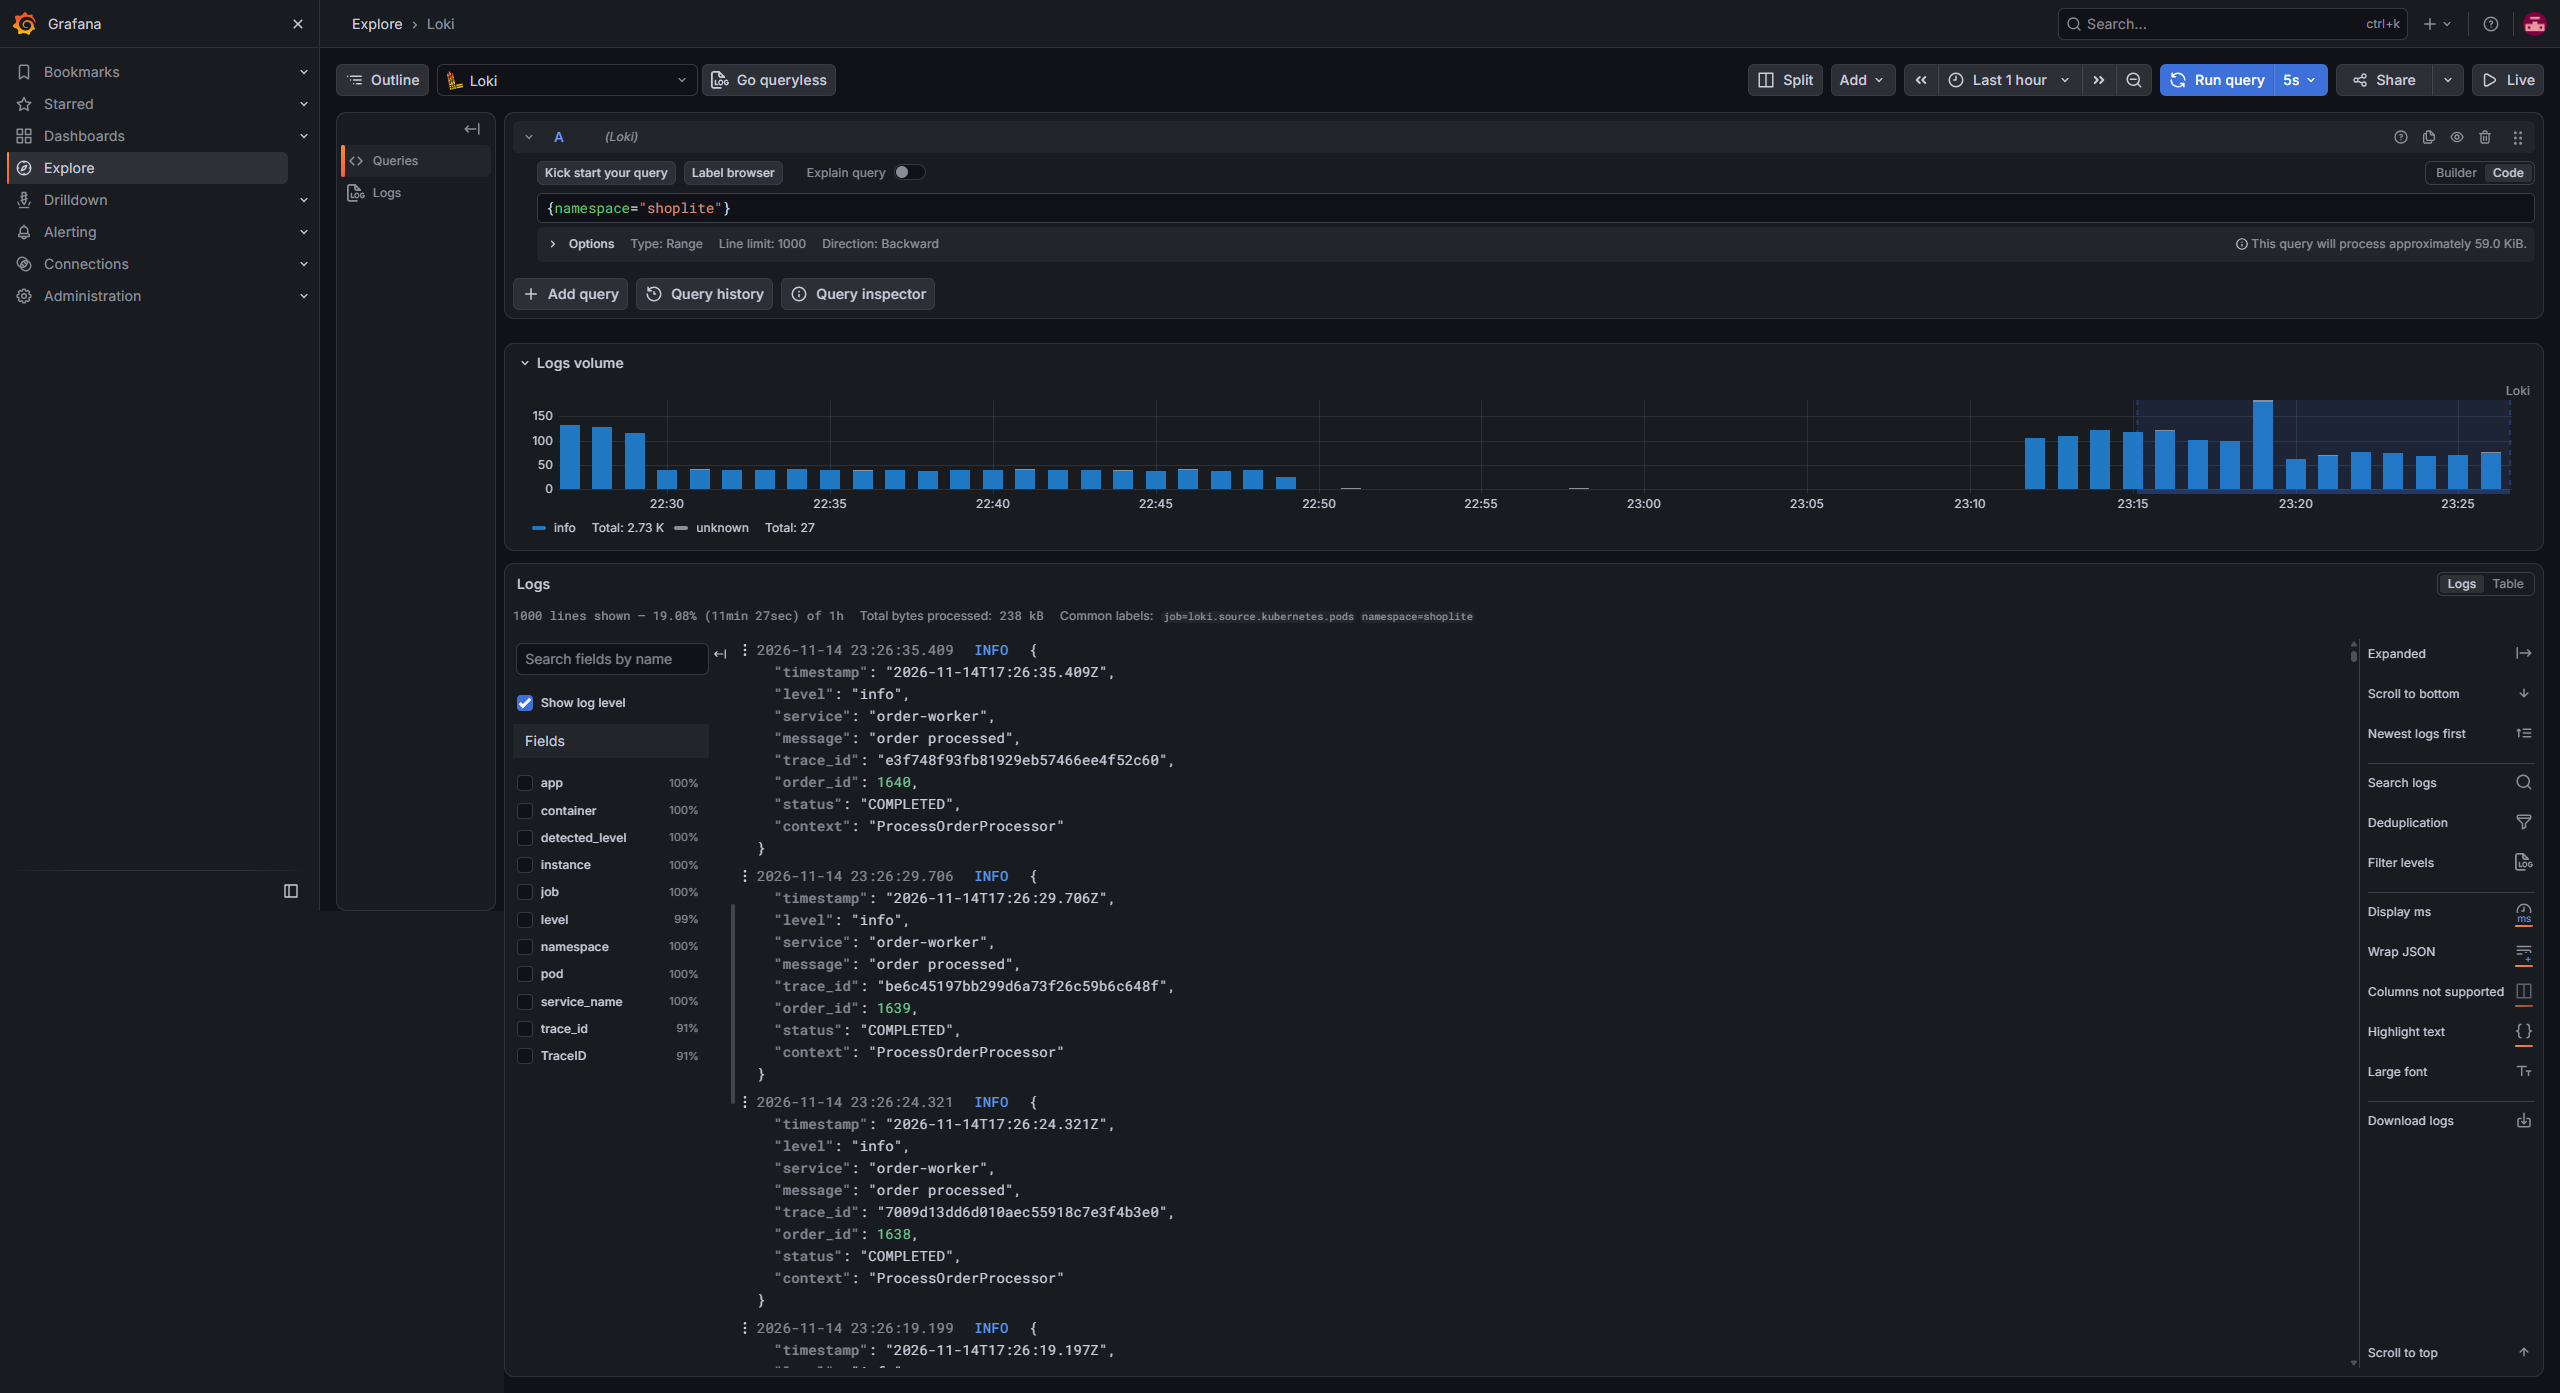 Grafana
Explore › Loki
Search... ctrl+k
Bookmarks
Starred
Dashboards
Explore
Drilldown
Alerting
Connections
Administration
Outline
Loki
Go queryless
Split
Add
Last 1 hour
Run query 5s
Share
Live
Queries
Logs
A (Loki)
Kick start your query
Label browser
Explain query
Builder Code
{namespace="shoplite"}
Options Type: Range Line limit: 1000 Direction: Backward
This query will process approximately 59.0 KiB.
Add query
Query history
Query inspector
Logs volume
Loki
150
100
50
0
22:30 22:35 22:40 22:45 22:50 22:55 23:00 23:05 23:10 23:15 23:20 23:25
info Total: 2.73 K unknown Total: 27
Logs
Logs Table
1000 lines shown — 19.08% (11min 27sec) of 1h Total bytes processed: 238 kB Common labels: job=loki.source.kubernetes.pods namespace=shoplite
Search fields by name
Show log level
Fields
app 100%
container 100%
detected_level 100%
instance 100%
job 100%
level 99%
namespace 100%
pod 100%
service_name 100%
trace_id 91%
TraceID 91%
2026-11-14 23:26:35.409 INFO {
"timestamp": "2026-11-14T17:26:35.409Z",
"level": "info",
"service": "order-worker",
"message": "order processed",
"trace_id": "e3f748f93fb81929eb57466ee4f52c60",
"order_id": 1640,
"status": "COMPLETED",
"context": "ProcessOrderProcessor"
}
2026-11-14 23:26:29.706 INFO {
"timestamp": "2026-11-14T17:26:29.706Z",
"level": "info",
"service": "order-worker",
"message": "order processed",
"trace_id": "be6c45197bb299d6a73f26c59b6c648f",
"order_id": 1639,
"status": "COMPLETED",
"context": "ProcessOrderProcessor"
}
2026-11-14 23:26:24.321 INFO {
"timestamp": "2026-11-14T17:26:24.321Z",
"level": "info",
"service": "order-worker",
"message": "order processed",
"trace_id": "7009d13dd6d010aec55918c7e3f4b3e0",
"order_id": 1638,
"status": "COMPLETED",
"context": "ProcessOrderProcessor"
}
2026-11-14 23:26:19.199 INFO {
"timestamp": "2026-11-14T17:26:19.197Z",
Expanded
Scroll to bottom
Newest logs first
Search logs
Deduplication
Filter levels
Display ms
Wrap JSON
Columns not supported
Highlight text
Large font
Download logs
Scroll to top